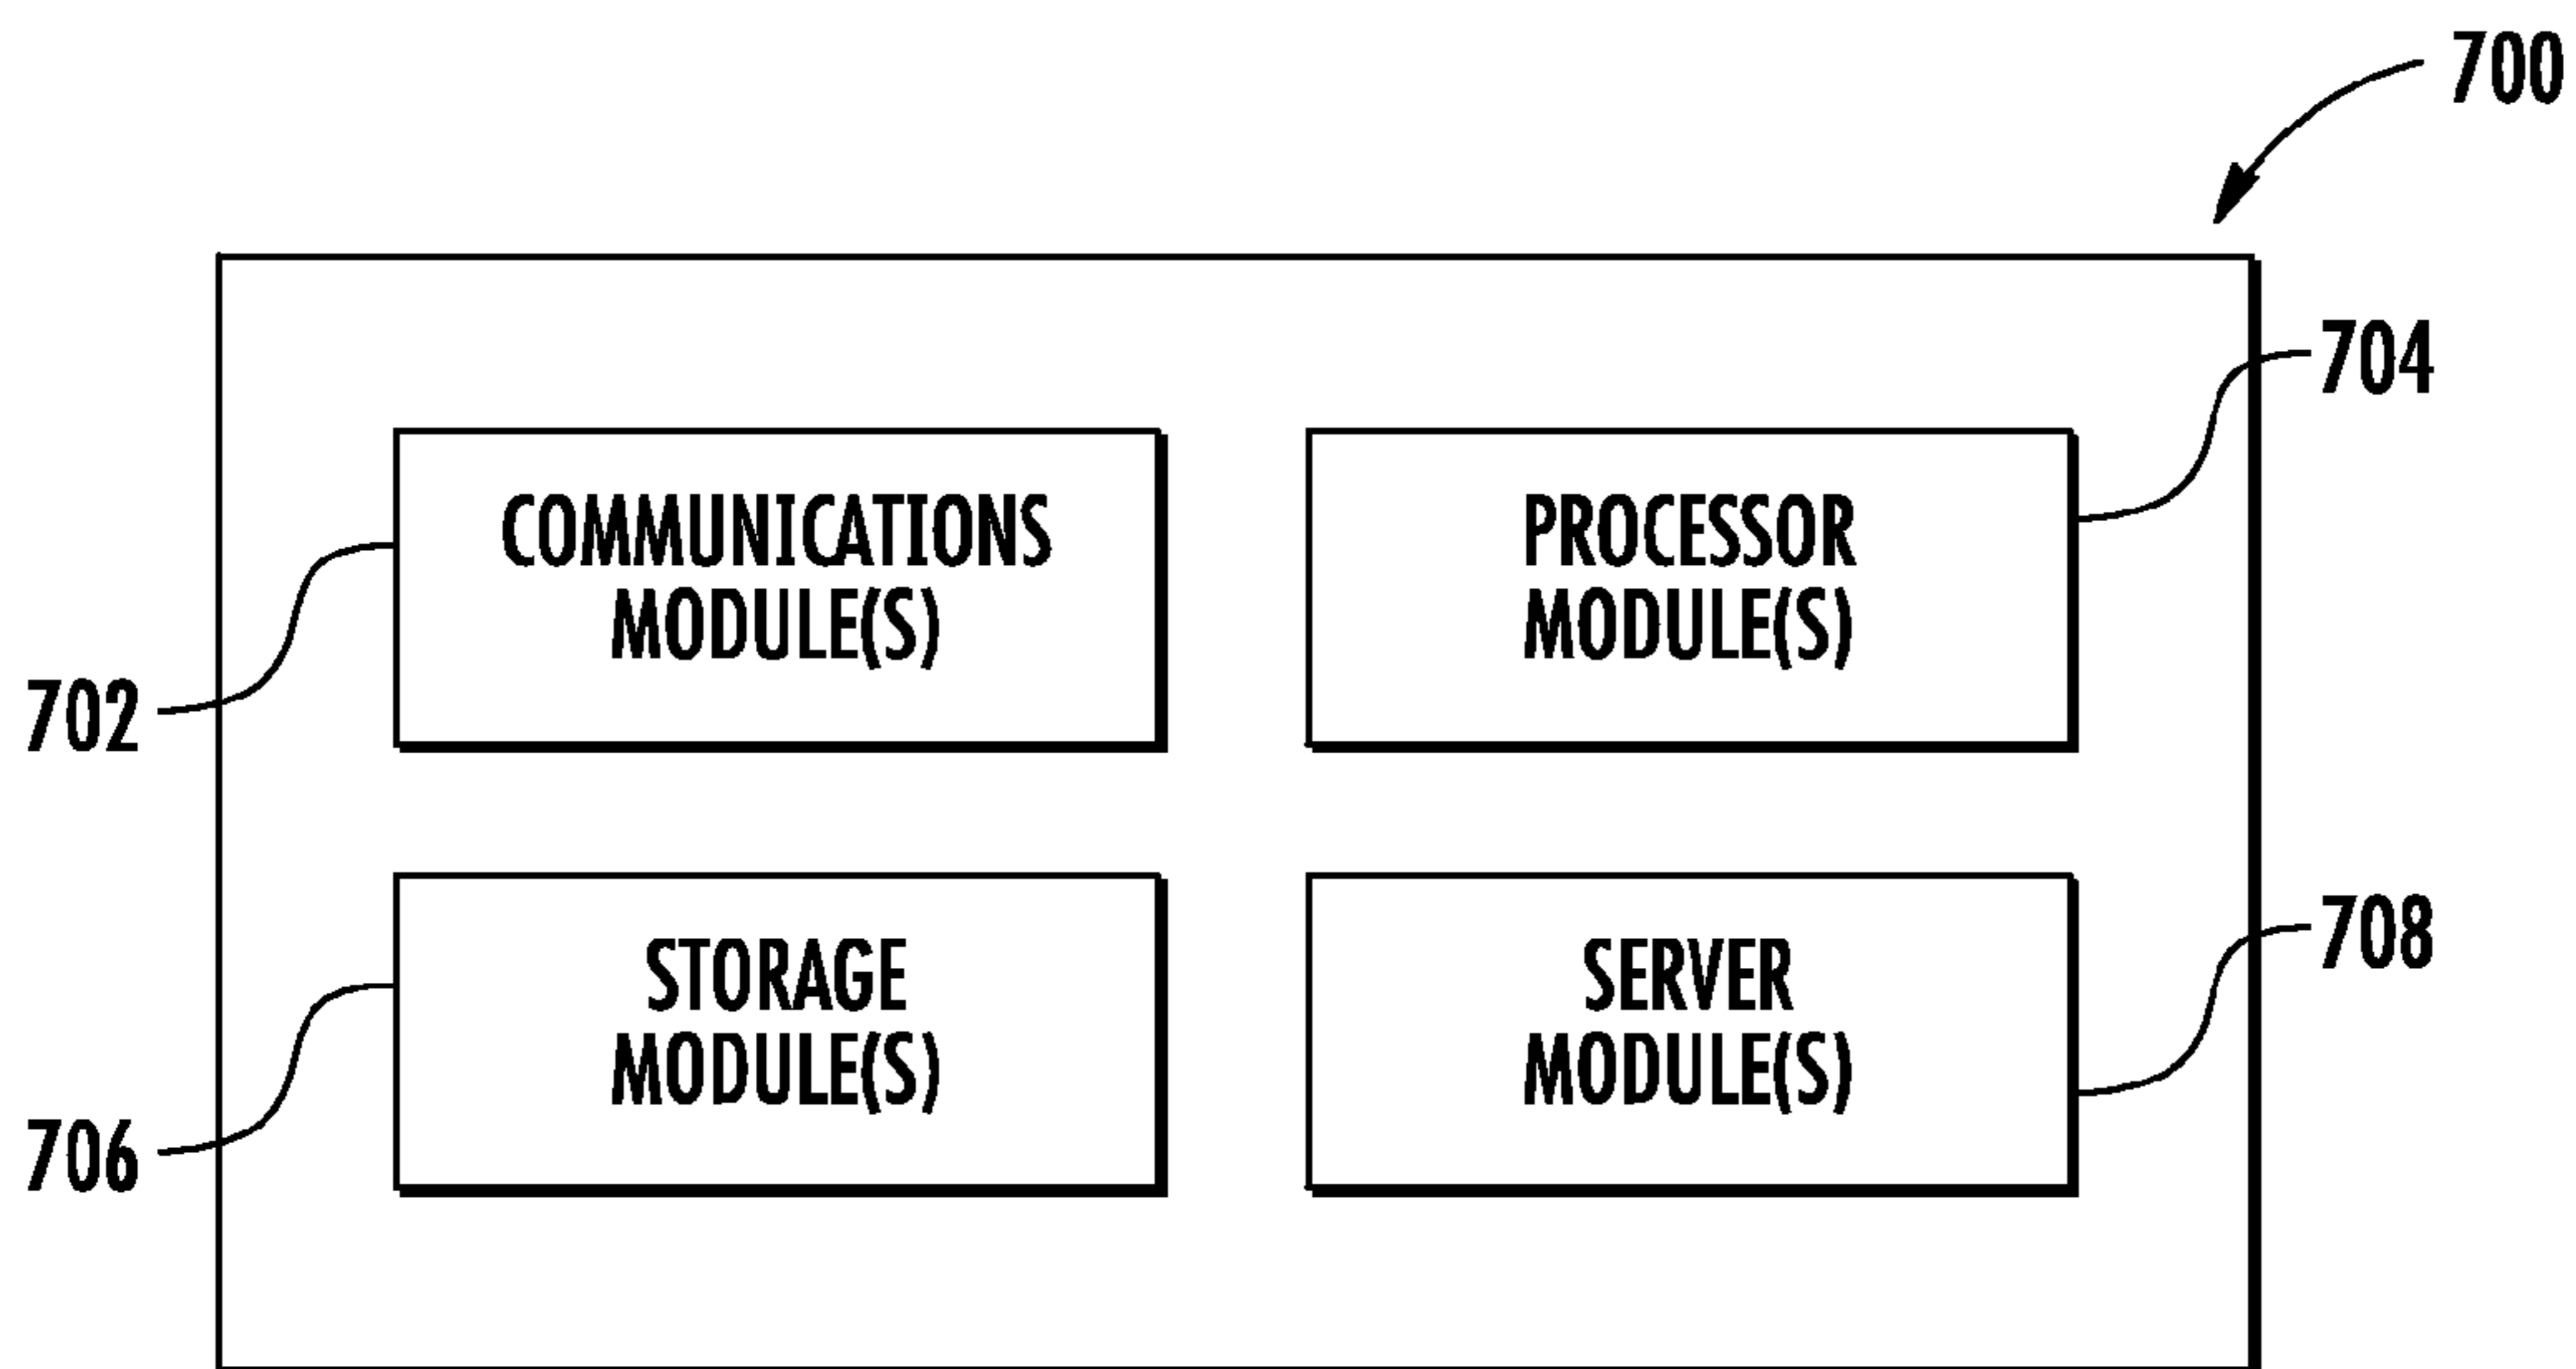 700
704
COMMUNICATIONS
MODULE(S)
PROCESSOR
MODULE(S)
702
STORAGE
MODULE(S)
SERVER
MODULE(S)
708
706